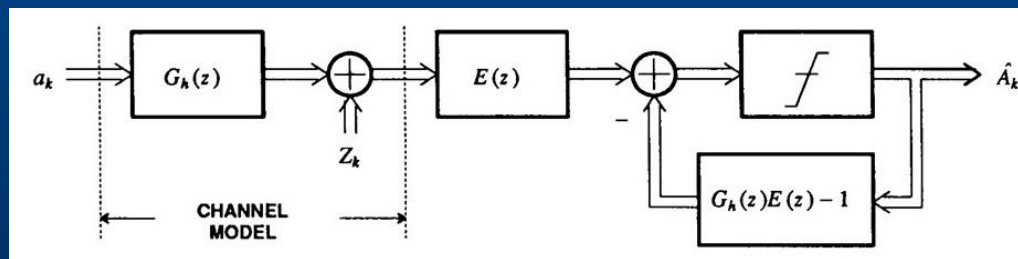 a_k
G_h(z)
Z_k
E(z)
−
Â_k
G_h(z)E(z) − 1
CHANNEL
MODEL